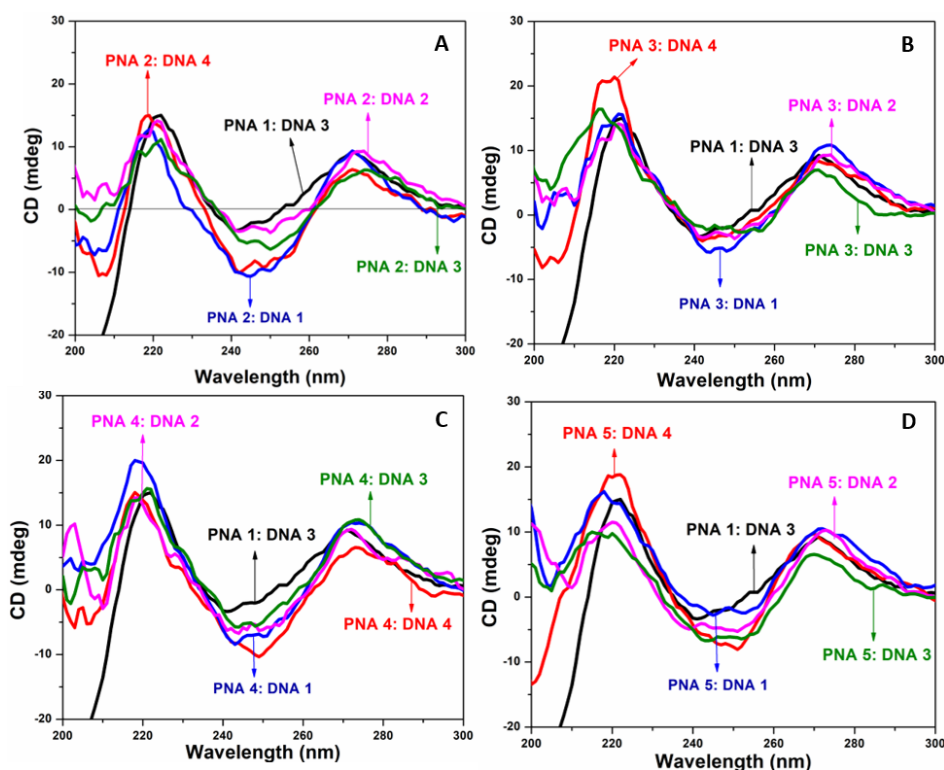 A
30
20
10
0
-10
-20
CD (mdeg)
PNA 2: DNA 4
PNA 2: DNA 2
PNA 1: DNA 3
PNA 2: DNA 3
PNA 2: DNA 1
200 220 240 260 280 300
Wavelength (nm)
B
30
20
10
0
-10
-20
CD (mdeg)
PNA 3: DNA 4
PNA 3: DNA 2
PNA 1: DNA 3
PNA 3: DNA 3
PNA 3: DNA 1
200 220 240 260 280 300
Wavelength (nm)
C
30
20
10
0
-10
-20
CD (mdeg)
PNA 4: DNA 2
PNA 4: DNA 3
PNA 1: DNA 3
PNA 4: DNA 4
PNA 4: DNA 1
200 220 240 260 280 300
Wavelength (nm)
D
30
20
10
0
-10
-20
CD (mdeg)
PNA 5: DNA 4
PNA 5: DNA 2
PNA 1: DNA 3
PNA 5: DNA 3
PNA 5: DNA 1
200 220 240 260 280 300
Wavelength (nm)